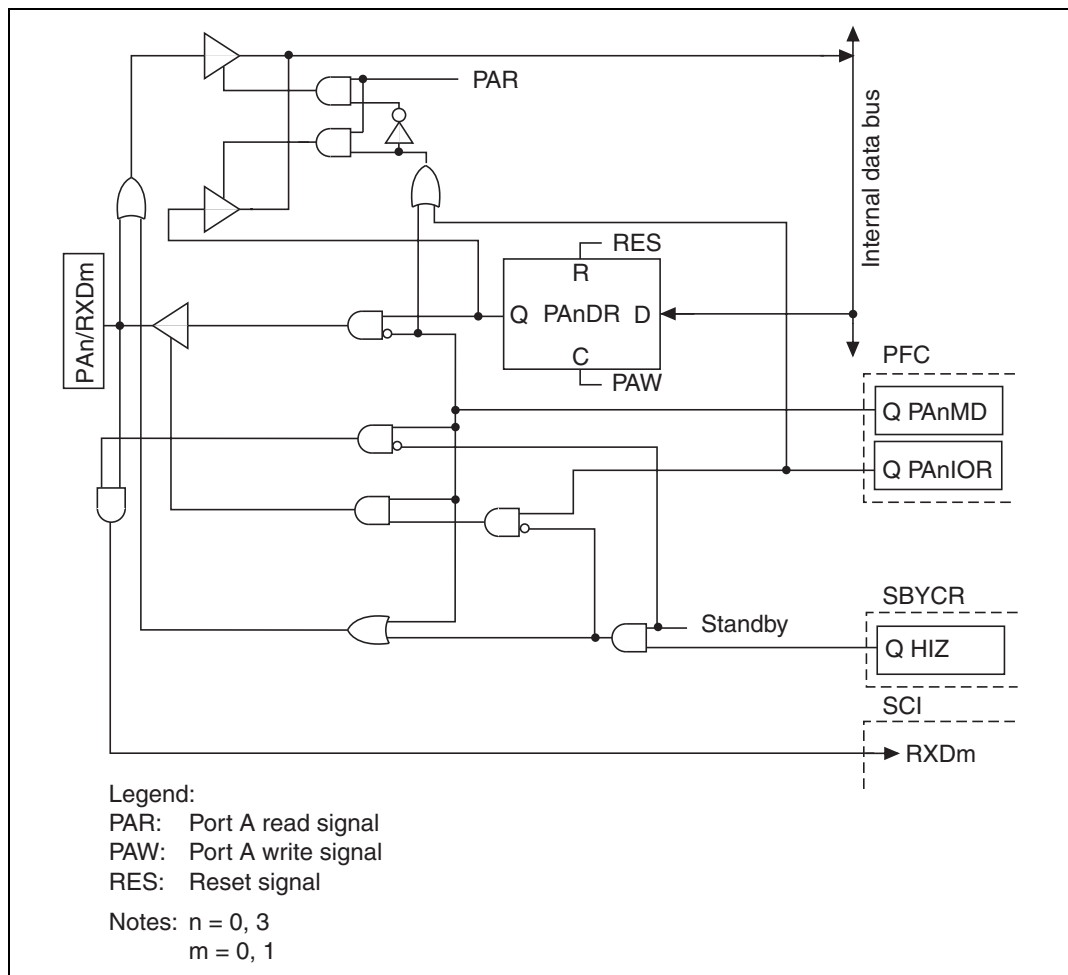 PAR
Internal data bus
RES
R
PAn/RXDm
Q PAnDR D
C
PAW
PFC
Q PAnMD
Q PAnIOR
SBYCR
Standby
Q HIZ
SCI
RXDm
Legend:
PAR: Port A read signal
PAW: Port A write signal
RES: Reset signal
Notes: n = 0, 3
m = 0, 1